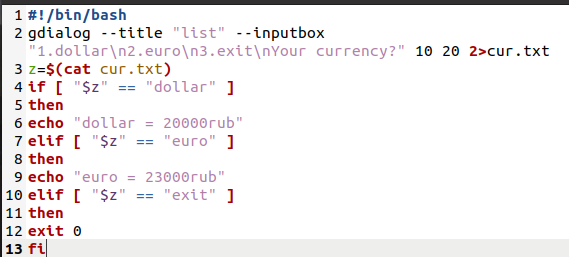 1 #!/bin/bash
2 gdialog --title "list" --inputbox
"1.dollar\n2.euro\n3.exit\nYour currency?" 10 20 2>cur.txt
3 z=$(cat cur.txt)
4 if [ "$z" == "dollar" ]
5 then
6 echo "dollar = 20000rub"
7 elif [ "$z" == "euro" ]
8 then
9 echo "euro = 23000rub"
10 elif [ "$z" == "exit" ]
11 then
12 exit 0
13 fi